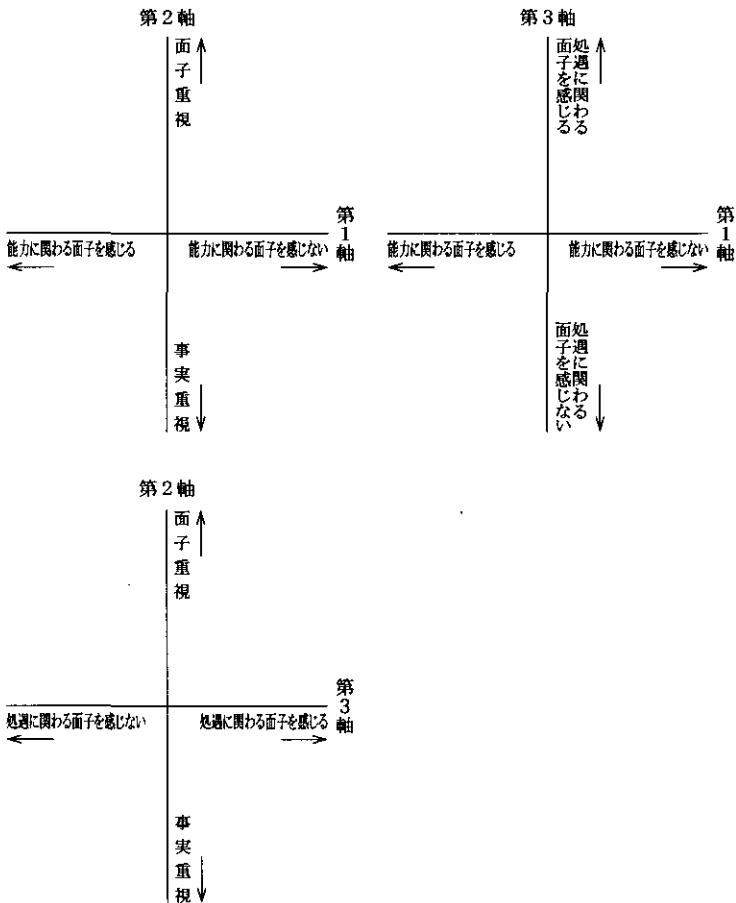 第2軸
面子重視
能力に関わる面子を感じる
能力に関わる面子を感じない
第1軸
事実重視
第3軸
処遇に関わる
面子を感じる
能力に関わる面子を感じる
能力に関わる面子を感じない
第1軸
処遇に関わる
面子を感じない
第2軸
面子重視
処遇に関わる面子を感じない
処遇に関わる面子を感じる
第3軸
事実重視